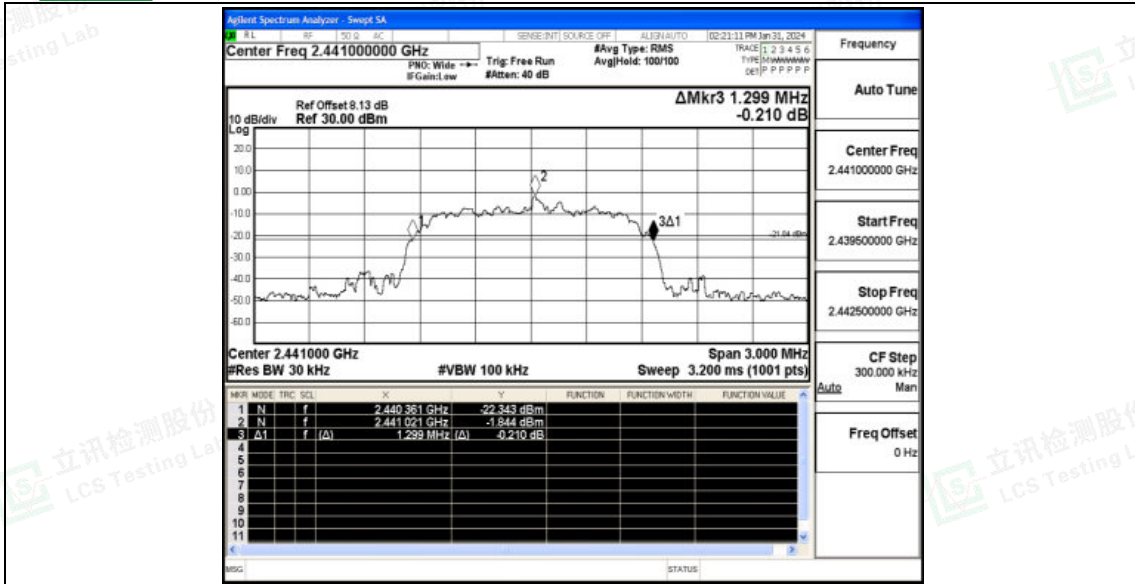 Agilent Spectrum Analyzer - Swept SA
RL RF 50 Ω AC SENSE:INT SOURCE OFF ALIGN AUTO 02:21:11 PM Jan 31, 2024
Center Freq 2.441000000 GHz
PNO: Wide
IFGain:Low
Trig: Free Run
#Atten: 40 dB
#Avg Type: RMS
Avg|Hold: 100/100
TRACE 1 2 3 4 5 6
TYPE
DET P P P P P P
Frequency
Auto Tune
Center Freq
2.441000000 GHz
Start Freq
2.439500000 GHz
Stop Freq
2.442500000 GHz
CF Step
300.000 kHz
Auto Man
Freq Offset
0 Hz
ΔMkr3 1.299 MHz
-0.210 dB
Ref Offset 8.13 dB
10 dB/div Ref 30.00 dBm
Log
20.0
10.0
0.00
-10.0
-20.0
-30.0
-40.0
-50.0
-60.0
1
2
3Δ1
-21.84 dBm
Center 2.441000 GHz Span 3.000 MHz
#Res BW 30 kHz #VBW 100 kHz Sweep 3.200 ms (1001 pts)
MKR MODE TRC SCL X Y FUNCTION FUNCTION WIDTH FUNCTION VALUE
1 N f 2.440 361 GHz -22.343 dBm
2 N f 2.441 021 GHz -1.844 dBm
3 Δ1 f (Δ) 1.299 MHz (Δ) -0.210 dB
4
5
6
7
8
9
10
11
MSG STATUS
立讯检测股份
LCS Testing Lab
立讯检测股份
LCS Testing L